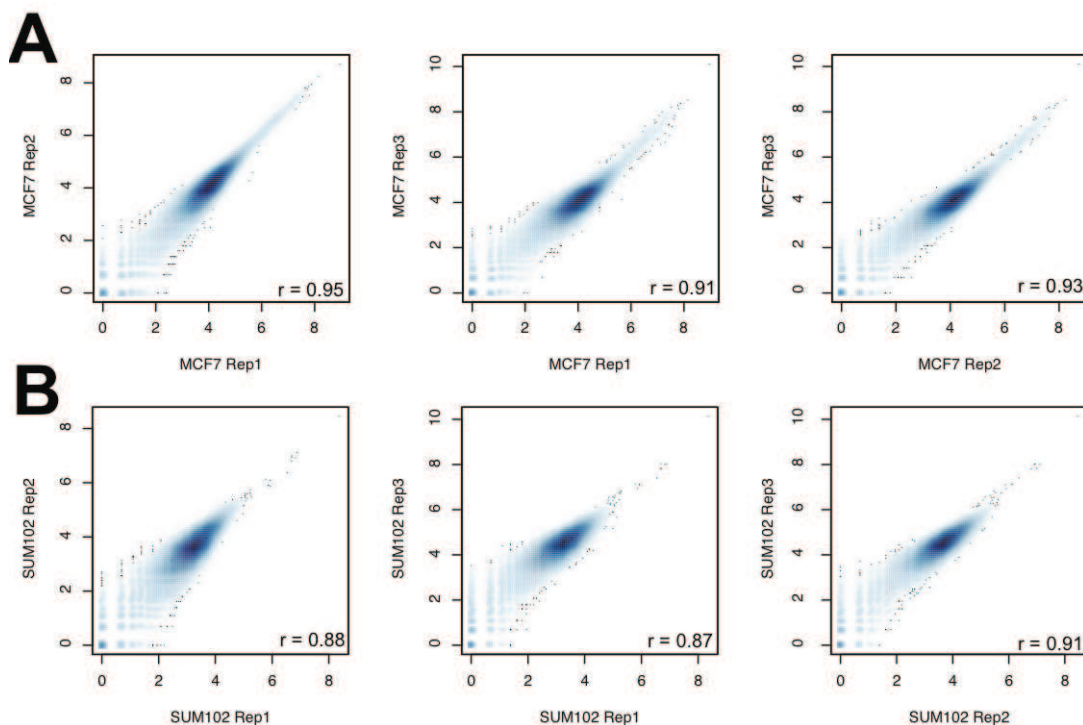 A
MCF7 Rep2
8
6
4
2
0
r = 0.95
0 2 4 6 8
MCF7 Rep1
MCF7 Rep3
10
8
6
4
2
0
r = 0.91
0 2 4 6 8
MCF7 Rep1
MCF7 Rep3
10
8
6
4
2
0
r = 0.93
0 2 4 6 8
MCF7 Rep2
B
SUM102 Rep2
8
6
4
2
0
r = 0.88
0 2 4 6 8
SUM102 Rep1
SUM102 Rep3
10
8
6
4
2
0
r = 0.87
0 2 4 6 8
SUM102 Rep1
SUM102 Rep3
10
8
6
4
2
0
r = 0.91
0 2 4 6 8
SUM102 Rep2